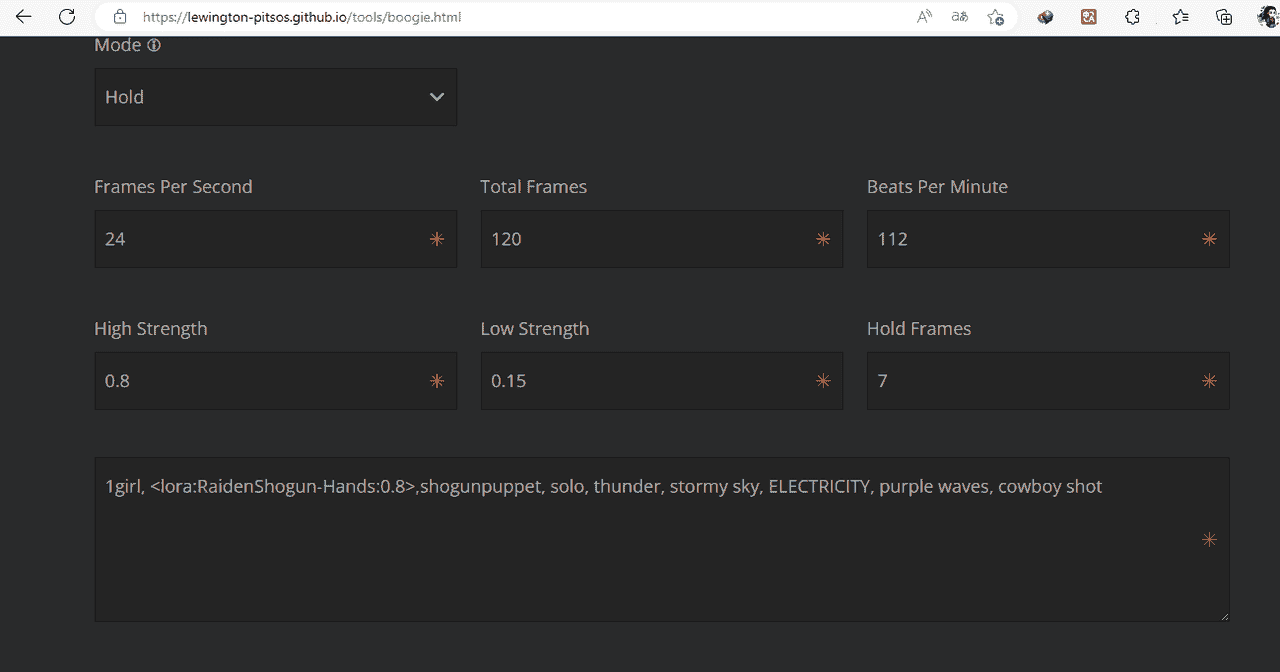 https://lewington-pitsos.github.io/tools/boogie.html
Mode
Hold
Frames Per Second
Total Frames
Beats Per Minute
24
120
112
High Strength
Low Strength
Hold Frames
0.8
0.15
7
1girl, <lora:RaidenShogun-Hands:0.8>,shogunpuppet, solo, thunder, stormy sky, ELECTRICITY, purple waves, cowboy shot